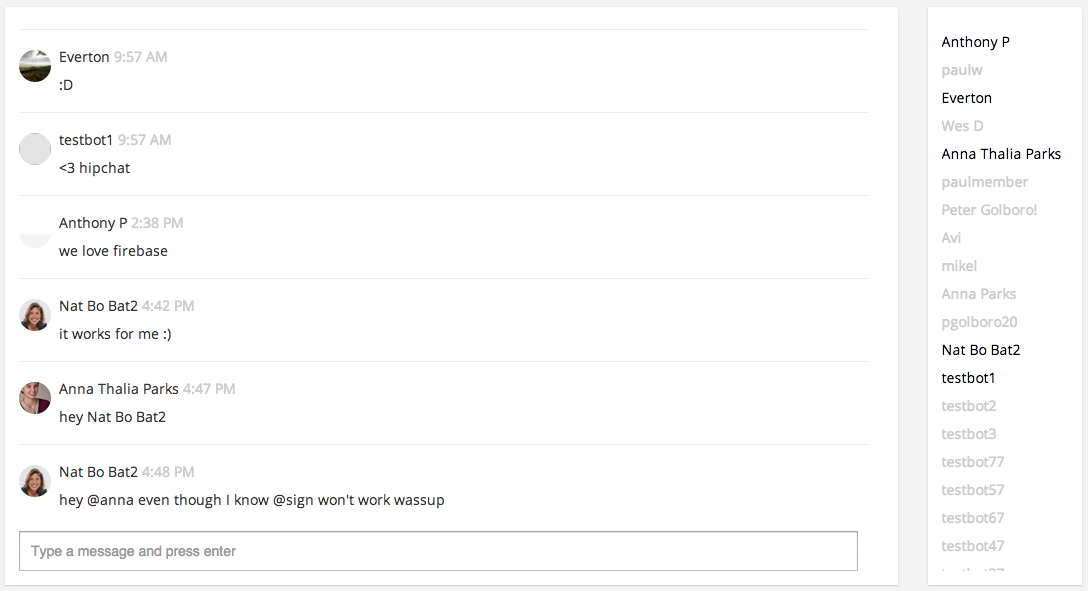 Everton 9:57 AM
:D
testbot1 9:57 AM
<3 hipchat
Anthony P 2:38 PM
we love firebase
Nat Bo Bat2 4:42 PM
it works for me :)
Anna Thalia Parks 4:47 PM
hey Nat Bo Bat2
Nat Bo Bat2 4:48 PM
hey @anna even though I know @sign won't work wassup
Type a message and press enter
Anthony P
paulw
Everton
Wes D
Anna Thalia Parks
paulmember
Peter Golboro!
Avi
mikel
Anna Parks
pgolboro20
Nat Bo Bat2
testbot1
testbot2
testbot3
testbot77
testbot57
testbot67
testbot47